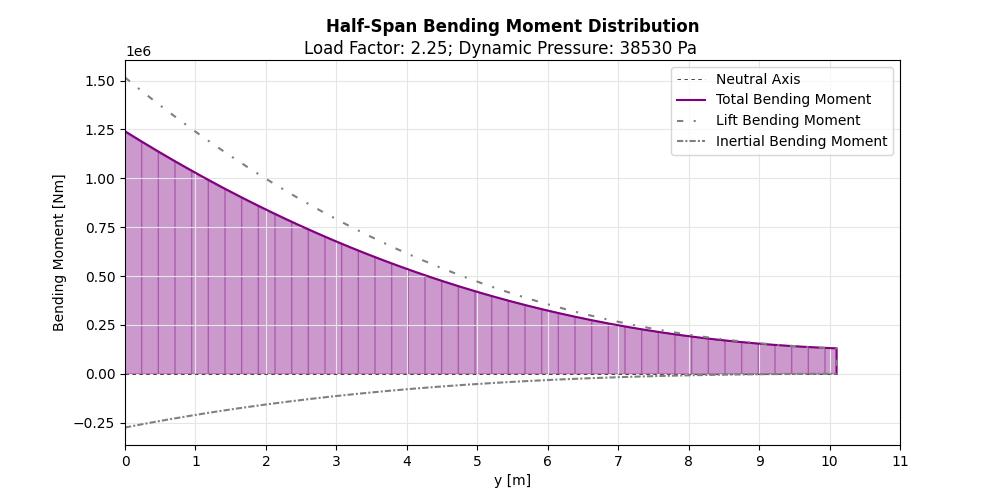 Half-Span Bending Moment Distribution
Load Factor: 2.25; Dynamic Pressure: 38530 Pa
1e6
1.50
1.25
1.00
0.75
0.50
0.25
0.00
−0.25
Bending Moment [Nm]
Neutral Axis
Total Bending Moment
Lift Bending Moment
Inertial Bending Moment
0 1 2 3 4 5 6 7 8 9 10 11
y [m]